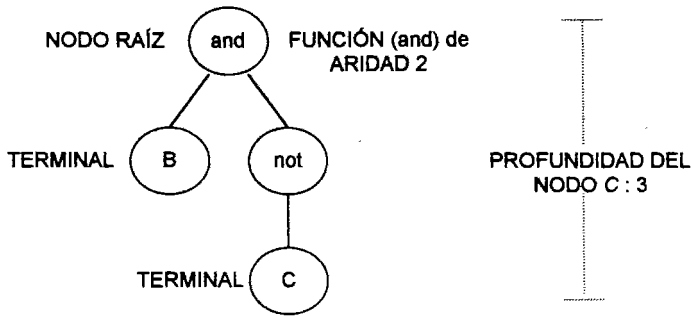 NODO RAÍZ
and
FUNCIÓN (and) de
ARIDAD 2
TERMINAL
B
not
PROFUNDIDAD DEL
NODO C : 3
TERMINAL
C